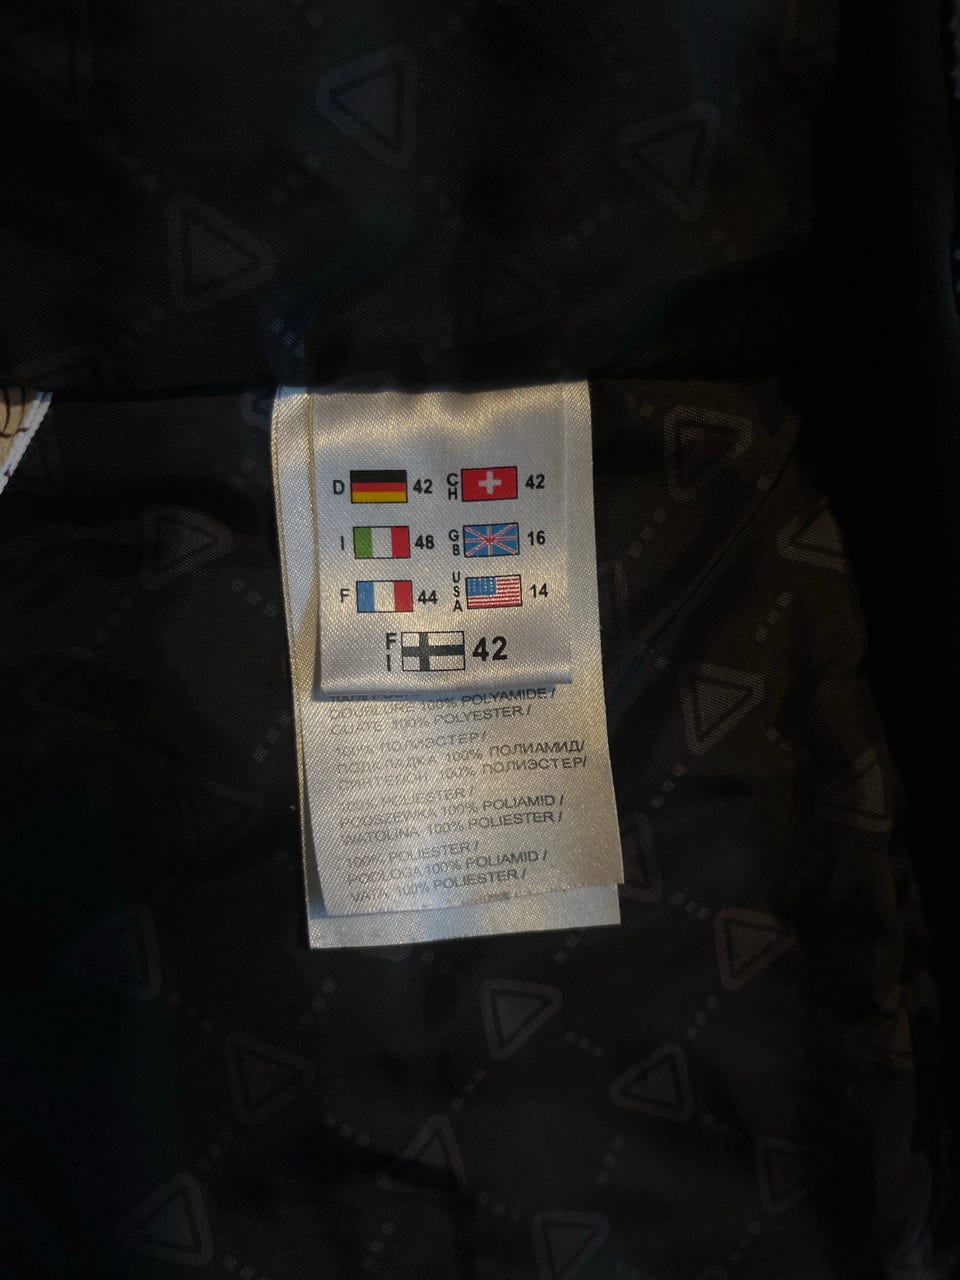 D 42 CH 42
I 48 GB 16
F 44 USA 14
FI 42
DOUBLURE 100% POLYAMIDE /
OUATE 100% POLYESTER /
100% ПОЛИЭСТЕР/
ПОДКЛАДКА 100% ПОЛИАМИД/
СИНТЕПОН 100% ПОЛИЭСТЕР/
100% POLIESTER /
PODSZEWKA 100% POLIAMID /
WATOLINA 100% POLIESTER /
100% POLIESTER /
PODLOGA 100% POLIAMID /
VATA 100% POLIESTER /